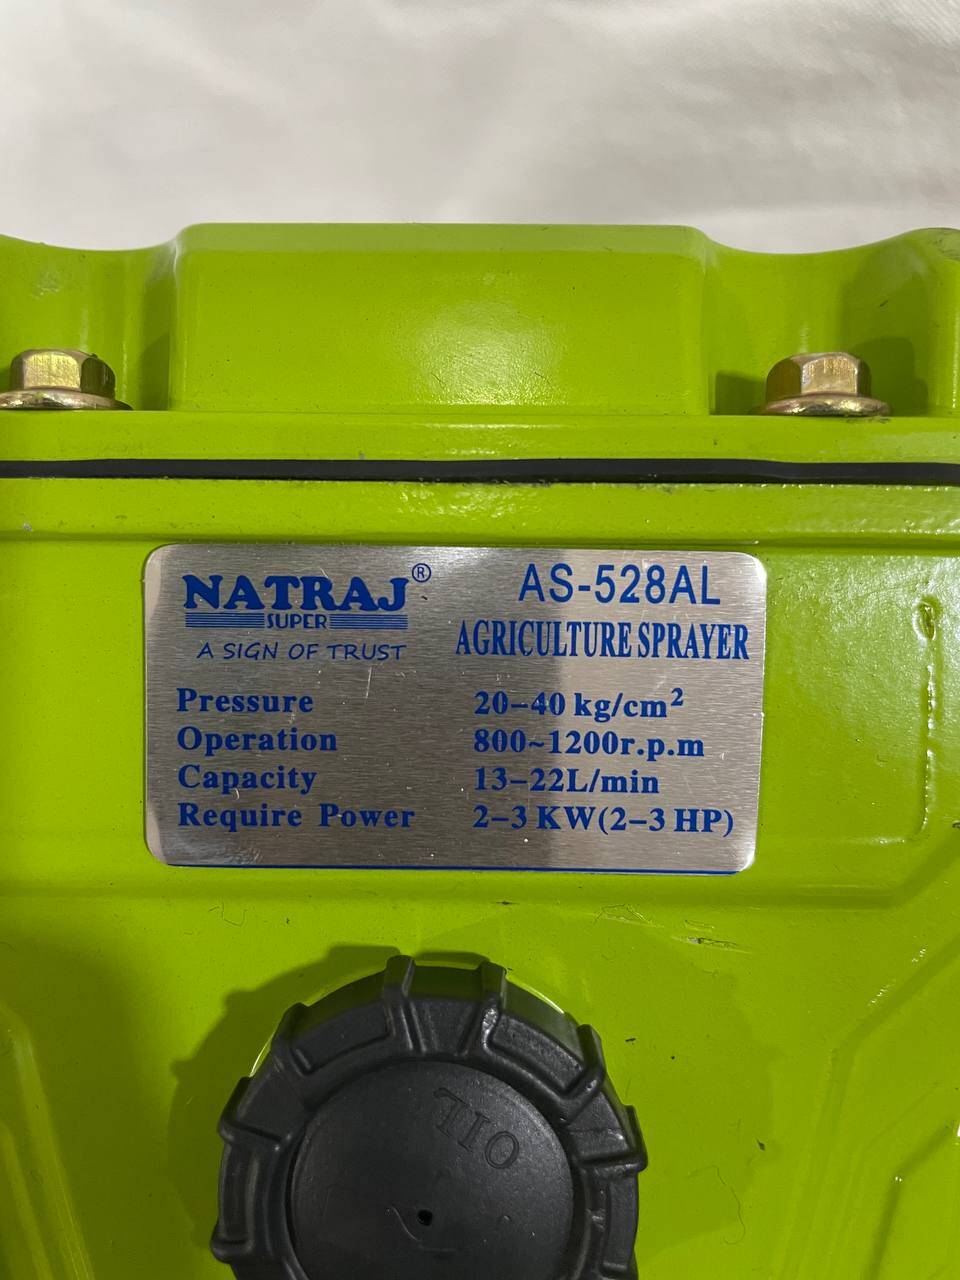 NATRAJ®
SUPER
A SIGN OF TRUST
AS-528AL
AGRICULTURE SPRAYER
Pressure 20-40 kg/cm²
Operation 800~1200r.p.m
Capacity 13-22L/min
Require Power 2-3 KW(2-3 HP)
OIL